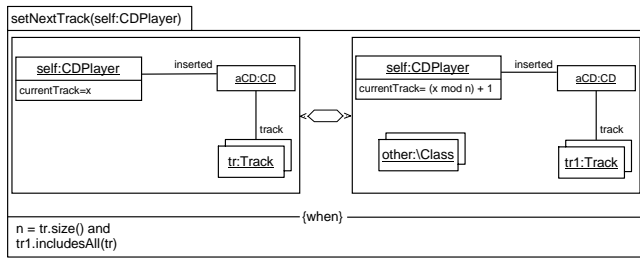 setNextTrack(self:CDPlayer)
self:CDPlayer
currentTrack=x
inserted
aCD:CD
track
tr:Track
self:CDPlayer
currentTrack= (x mod n) + 1
inserted
aCD:CD
track
other:\Class
tr1:Track
{when}
n = tr.size() and
tr1.includesAll(tr)